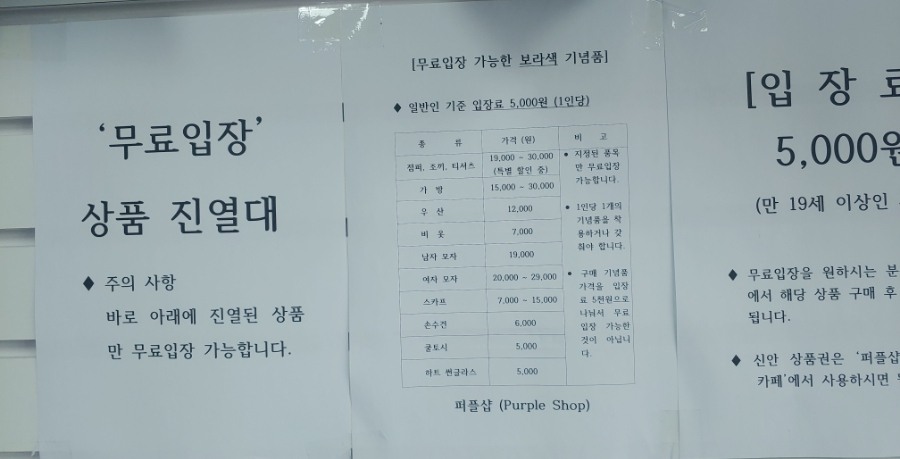 ‘무료입장’
상품 진열대
◆ 주의 사항
바로 아래에 진열된 상품
만 무료입장 가능합니다.
[무료입장 가능한 보라색 기념품]
◆ 일반인 기준 입장료 5,000원 (1인당)
종 류 가격 (원) 비 고
점퍼, 조끼, 티셔츠 19,000 - 30,000
(특별 할인 중)
가 방 15,000 - 30,000
우 산 12,000
비 옷 7,000
남자 모자 19,000
여자 모자 20,000 - 29,000
스카프 7,000 - 15,000
손수건 6,000
쿨토시 5,000
하트 썬글라스 5,000
● 지정된 품목
만 무료입장
가능합니다.
● 1인당 1개의
기념품을 착
용하거나 갖
춰야 합니다.
● 구매 기념품
가격을 입장
료 5천원으로
나눠서 무료
입장 가능한
것이 아닙니
다.
퍼플샵 (Purple Shop)
[입 장 료
5,000원
(만 19세 이상인
◆ 무료입장을 원하시는 분
에서 해당 상품 구매 후
됩니다.
◆ 신안 상품권은 ‘퍼플샵
카페’에서 사용하시면